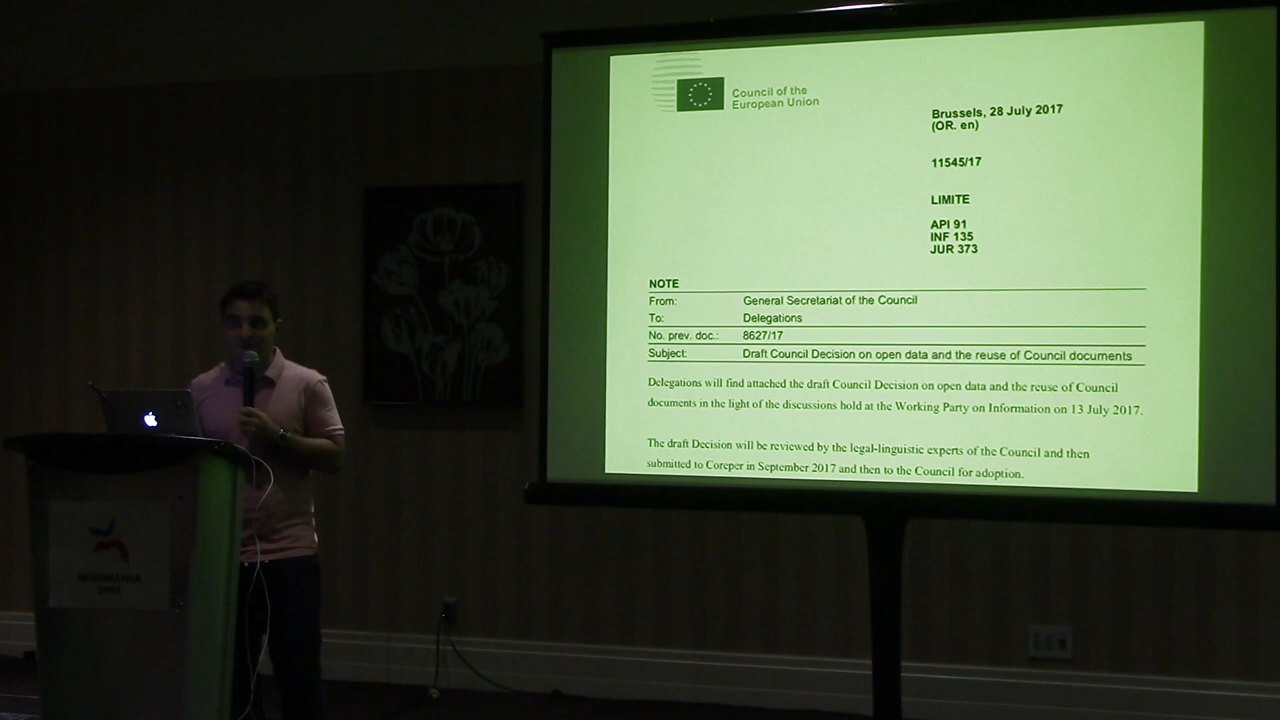 Council of the
European Union
Brussels, 28 July 2017
(OR. en)
11545/17
LIMITE
API 91
INF 135
JUR 373
NOTE
From: General Secretariat of the Council
To: Delegations
No. prev. doc.: 8627/17
Subject: Draft Council Decision on open data and the reuse of Council documents
Delegations will find attached the draft Council Decision on open data and the reuse of Council
documents in the light of the discussions hold at the Working Party on Information on 13 July 2017.
The draft Decision will be reviewed by the legal-linguistic experts of the Council and then
submitted to Coreper in September 2017 and then to the Council for adoption.
WIKIMANIA
2017